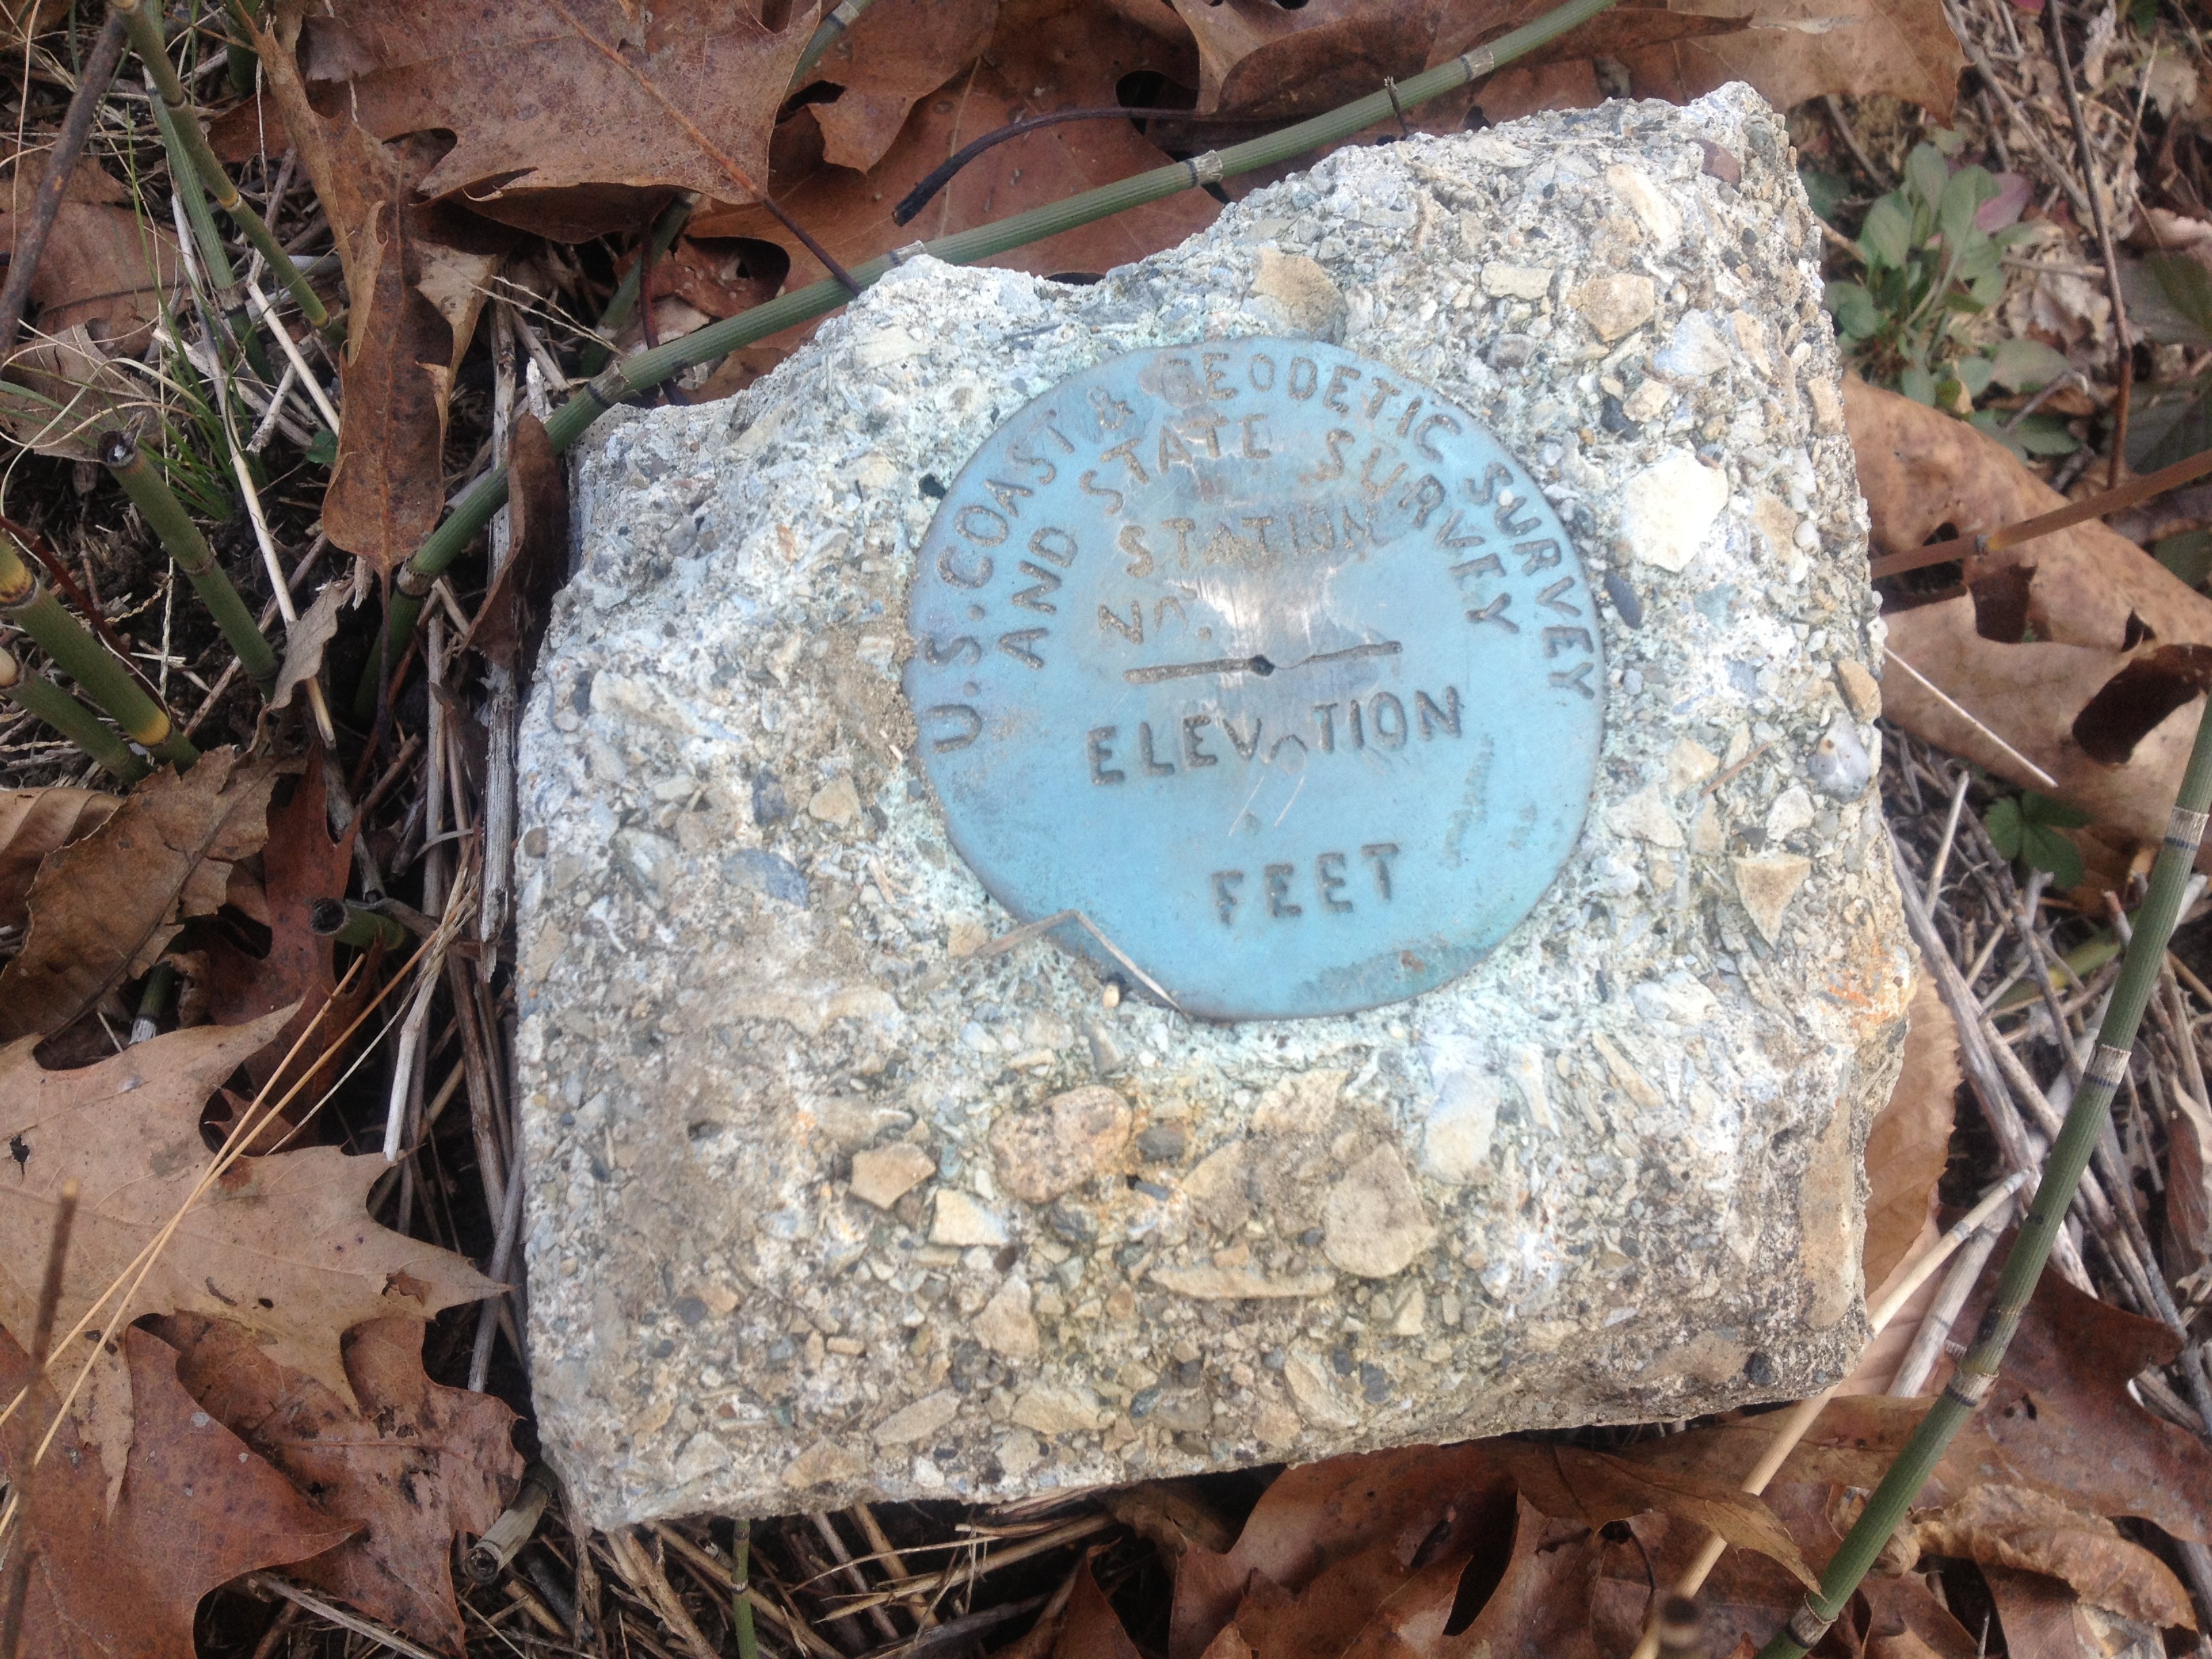 U.S. COAST & GEODETIC SURVEY
AND STATE SURVEY
STATION
NO.
ELEVATION
FEET